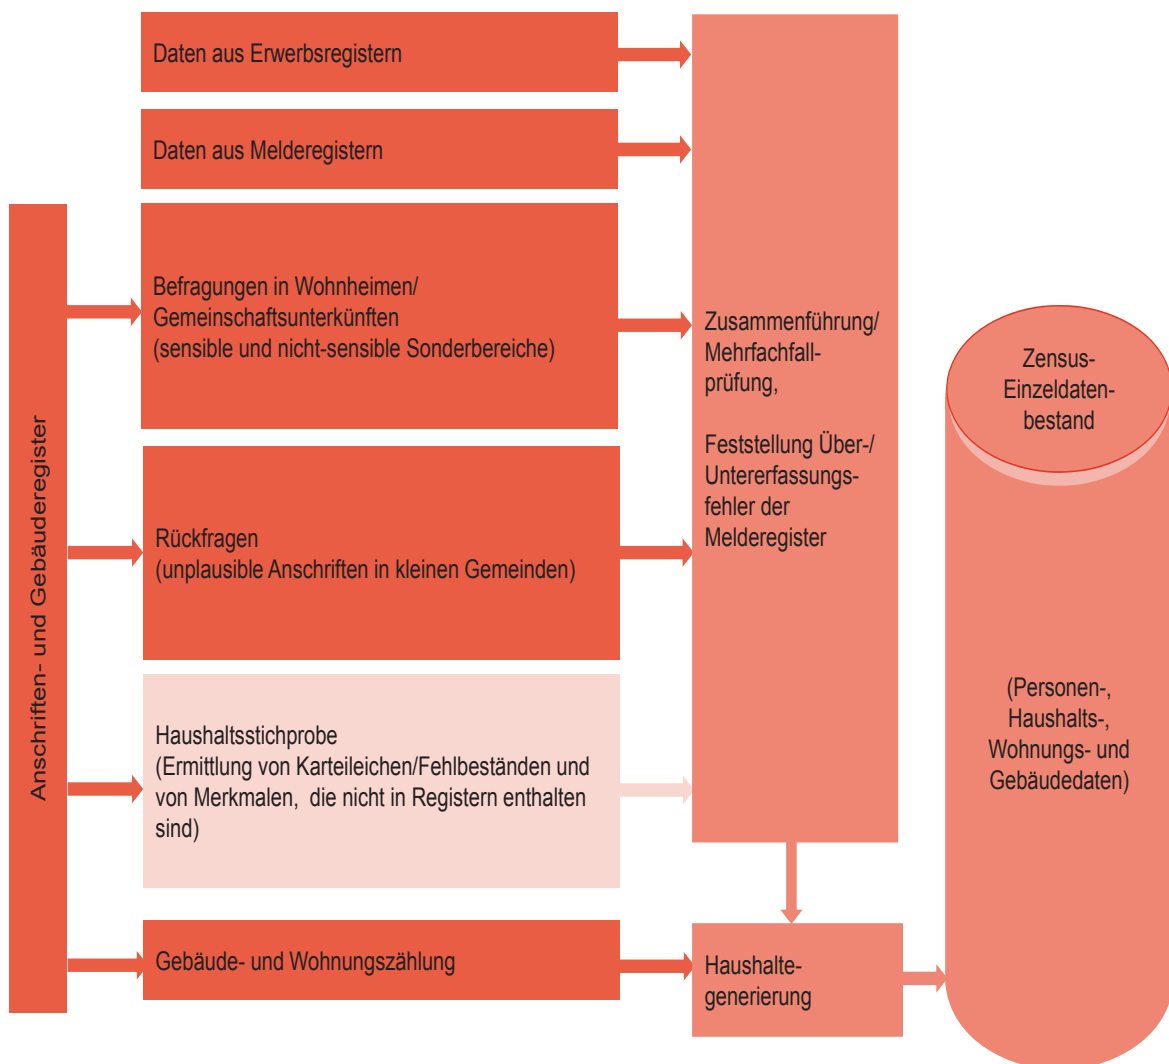 Daten aus Erwerbsregistern
Daten aus Melderegistern
Anschriften- und Gebäuderegister
Befragungen in Wohnheimen/
Gemeinschaftsunterkünften
(sensible und nicht-sensible Sonderbereiche)
Rückfragen
(unplausible Anschriften in kleinen Gemeinden)
Haushaltsstichprobe
(Ermittlung von Karteileichen/Fehlbeständen und
von Merkmalen, die nicht in Registern enthalten
sind)
Gebäude- und Wohnungszählung
Zusammenführung/
Mehrfachfall-
prüfung,
Feststellung Über-/
Untererfassungs-
fehler der
Melderegister
Haushalte-
generierung
Zensus-
Einzeldaten-
bestand
(Personen-,
Haushalts-,
Wohnungs- und
Gebäudedaten)